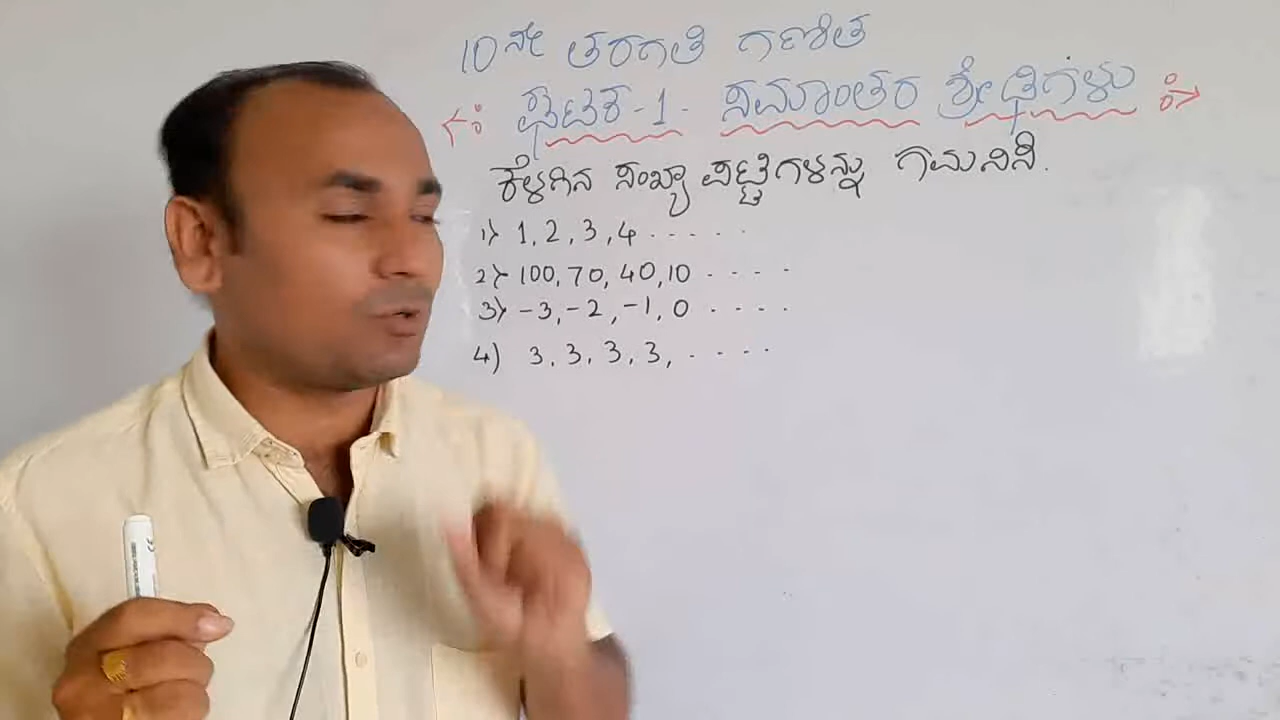 10ನೇ ತರಗತಿ ಗಣಿತ
ಘಟಕ-1- ಸಮಾಂತರ ಶ್ರೇಢಿಗಳು
ಕೆಳಗಿನ ಸಂಖ್ಯಾ ಪಟ್ಟಿಗಳನ್ನು ಗಮನಿಸಿ.
1) 1, 2, 3, 4 . . . . .
2) 100, 70, 40, 10 . . . .
3) -3, -2, -1, 0 . . . .
4) 3, 3, 3, 3, . . . .